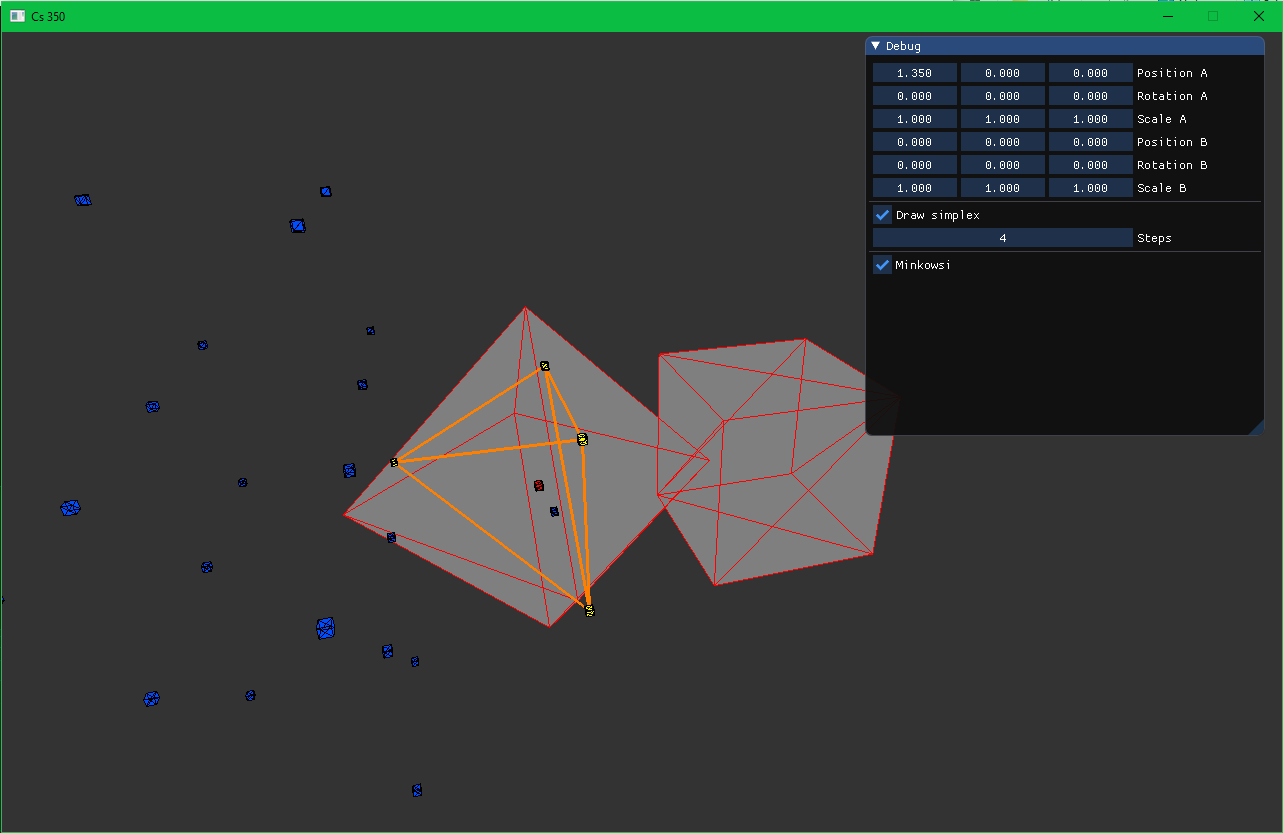 Cs 350
Debug
1.350 0.000 0.000 Position A
0.000 0.000 0.000 Rotation A
1.000 1.000 1.000 Scale A
0.000 0.000 0.000 Position B
0.000 0.000 0.000 Rotation B
1.000 1.000 1.000 Scale B
Draw simplex
4 Steps
Minkowsi